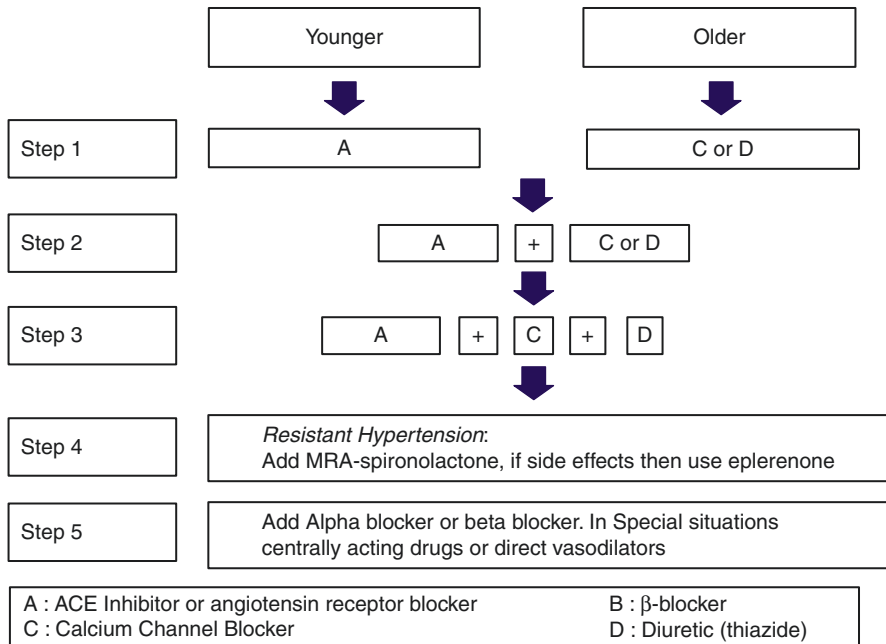 Younger Older
Step 1 A C or D
Step 2 A + C or D
Step 3 A + C + D
Step 4
Resistant Hypertension:
Add MRA-spironolactone, if side effects then use eplerenone
Step 5
Add Alpha blocker or beta blocker. In Special situations
centrally acting drugs or direct vasodilators
A : ACE Inhibitor or angiotensin receptor blocker B : β-blocker
C : Calcium Channel Blocker D : Diuretic (thiazide)